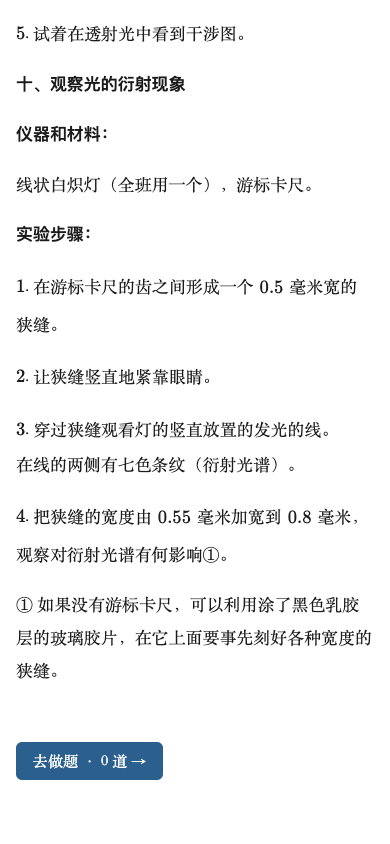 5. 试着在透射光中看到干涉图。
十、观察光的衍射现象
仪器和材料：
线状白炽灯（全班用一个），游标卡尺。
实验步骤：
1. 在游标卡尺的齿之间形成一个 0.5 毫米宽的
狭缝。
2. 让狭缝竖直地紧靠眼睛。
3. 穿过狭缝观看灯的竖直放置的发光的线。
在线的两侧有七色条纹（衍射光谱）。
4. 把狭缝的宽度由 0.55 毫米加宽到 0.8 毫米，
观察对衍射光谱有何影响①。
① 如果没有游标卡尺，可以利用涂了黑色乳胶
层的玻璃胶片，在它上面要事先刻好各种宽度的
狭缝。
去做题 · 0 道 →